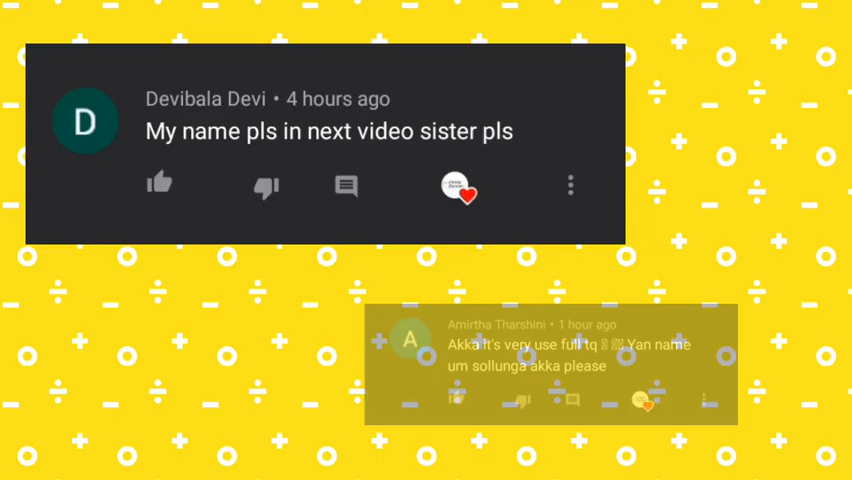 D
Devibala Devi • 4 hours ago
My name pls in next video sister pls
A
Amirtha Tharshini • 1 hour ago
Akka it's very use full tq Yan name
um sollunga akka please